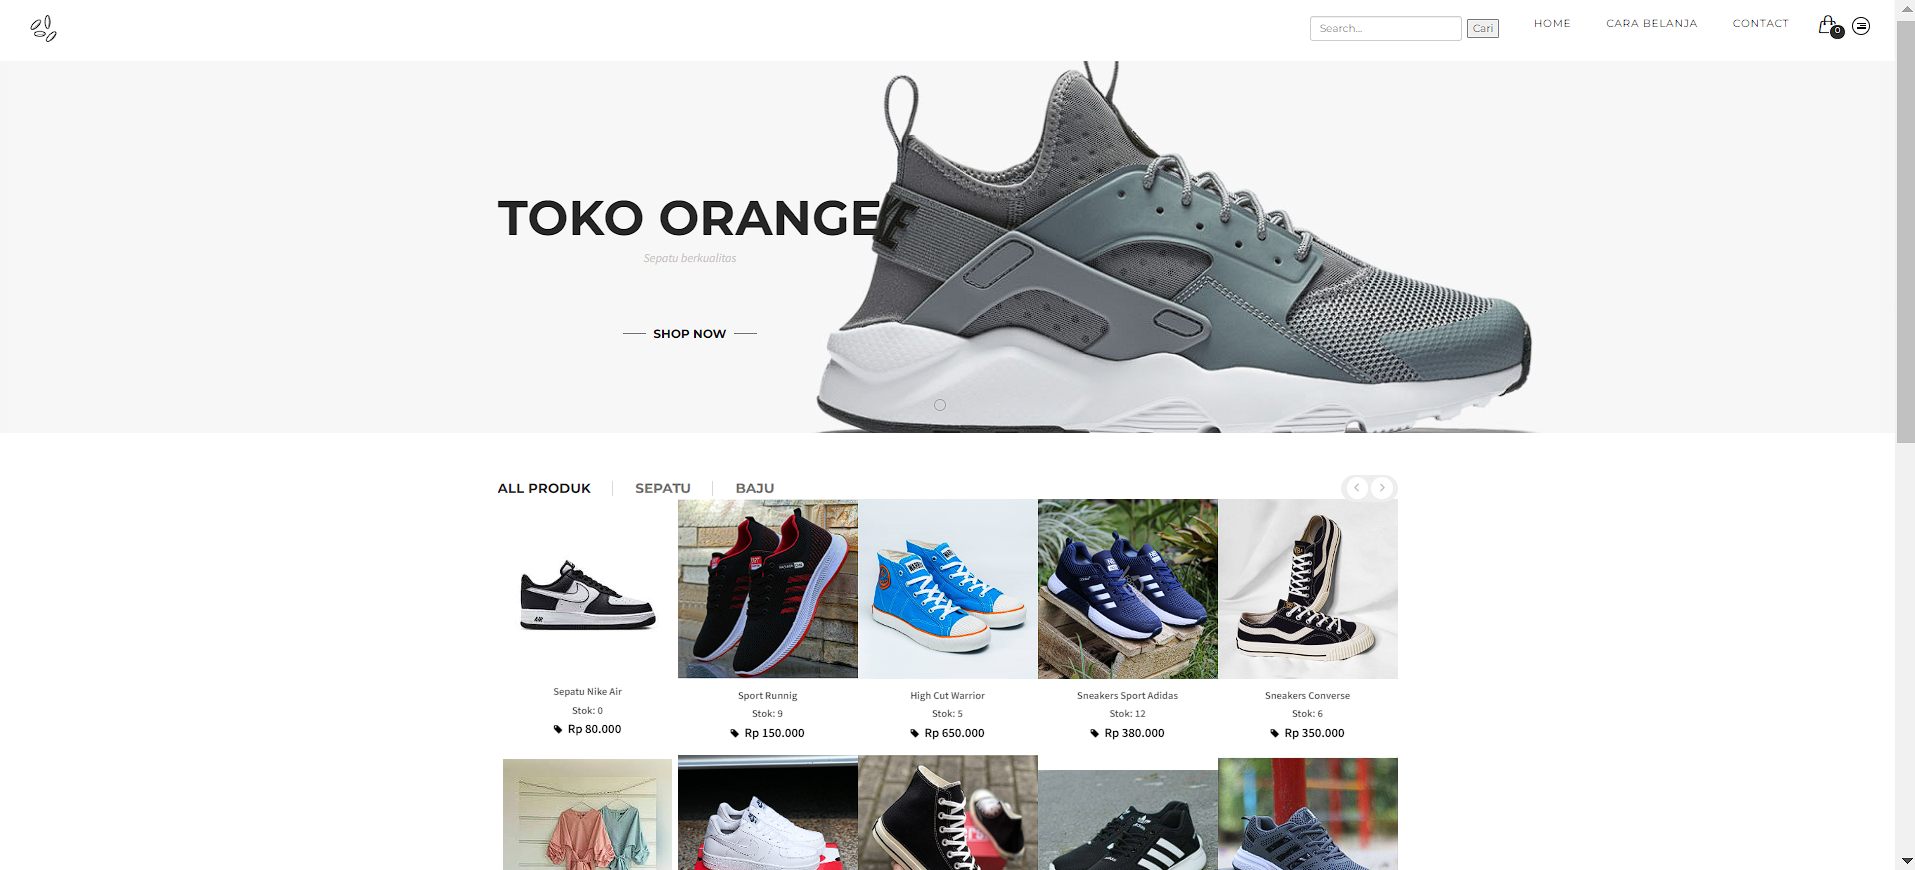 Search...
Cari
HOME
CARA BELANJA
CONTACT
0
TOKO ORANGE
Sepatu berkualitas
SHOP NOW
ALL PRODUK
SEPATU
BAJU
AIR
Sepatu Nike Air
Stok: 0
Rp 80.000
Sport Runnig
Stok: 9
Rp 150.000
High Cut Warrior
Stok: 5
Rp 650.000
Sneakers Sport Adidas
Stok: 12
Rp 380.000
Sneakers Converse
Stok: 6
Rp 350.000